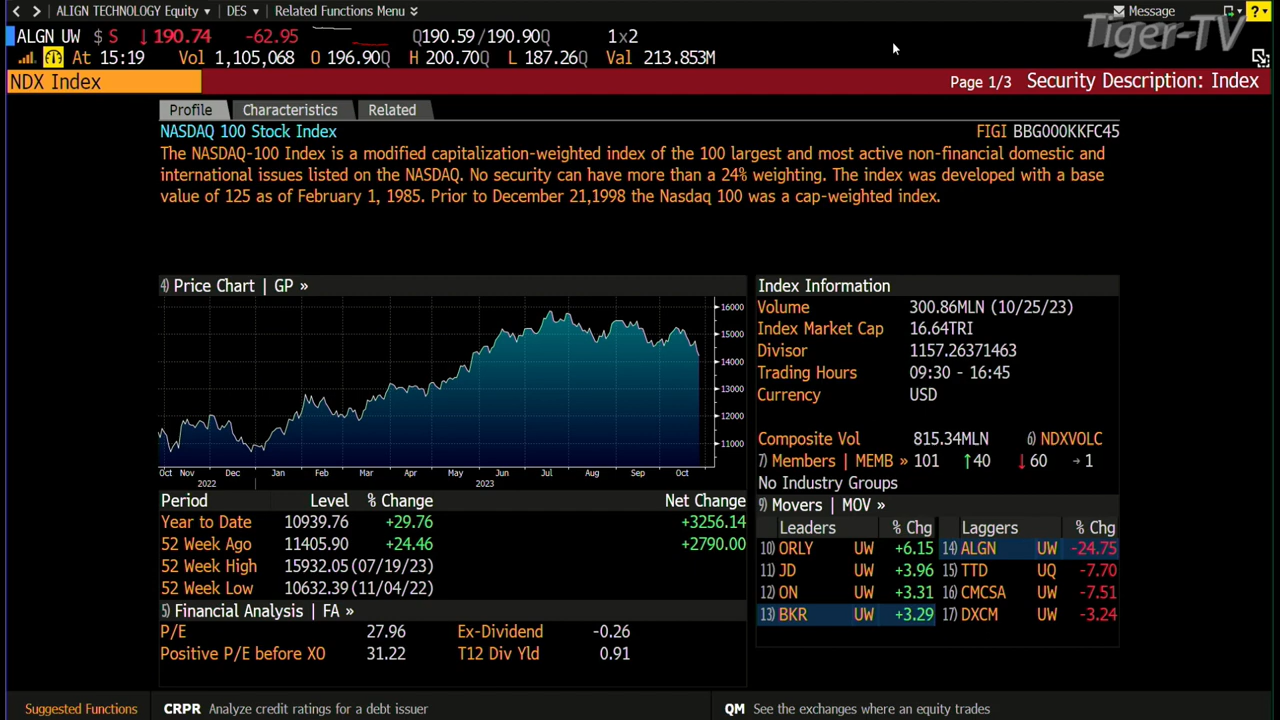 ALIGN TECHNOLOGY Equity DES Related Functions Menu Message
Tiger-TV
ALGN UW $ S ↓190.74 -62.95 Q190.59/190.90Q 1x2
At 15:19 Vol 1,105,068 O 196.90Q H 200.70Q L 187.26Q Val 213.853M
NDX Index Page 1/3 Security Description: Index
Profile Characteristics Related
NASDAQ 100 Stock Index FIGI BBG000KKFC45
The NASDAQ-100 Index is a modified capitalization-weighted index of the 100 largest and most active non-financial domestic and
international issues listed on the NASDAQ. No security can have more than a 24% weighting. The index was developed with a base
value of 125 as of February 1, 1985. Prior to December 21,1998 the Nasdaq 100 was a cap-weighted index.
4) Price Chart | GP »
16000
15000
14000
13000
12000
11000
Oct Nov Dec Jan Feb Mar Apr May Jun Jul Aug Sep Oct
2022 2023
Period Level % Change Net Change
Year to Date 10939.76 +29.76 +3256.14
52 Week Ago 11405.90 +24.46 +2790.00
52 Week High 15932.05 (07/19/23)
52 Week Low 10632.39 (11/04/22)
5) Financial Analysis | FA »
P/E 27.96 Ex-Dividend -0.26
Positive P/E before XO 31.22 T12 Div Yld 0.91
Index Information
Volume 300.86MLN (10/25/23)
Index Market Cap 16.64TRI
Divisor 1157.26371463
Trading Hours 09:30 - 16:45
Currency USD
Composite Vol 815.34MLN 6) NDXVOLC
7) Members | MEMB » 101 ↑40 ↓60 →1
No Industry Groups
9) Movers | MOV »
Leaders % Chg Laggers % Chg
10) ORLY UW +6.15 14) ALGN UW -24.75
11) JD UW +3.96 15) TTD UQ -7.70
12) ON UW +3.31 16) CMCSA UW -7.51
13) BKR UW +3.29 17) DXCM UW -3.24
Suggested Functions CRPR Analyze credit ratings for a debt issuer QM See the exchanges where an equity trades